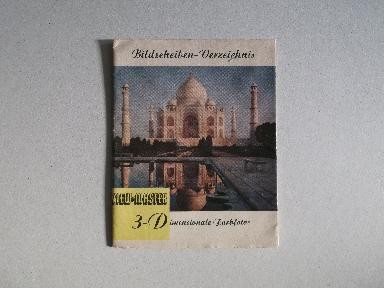 Bildscheiben-Verzeichnis
VIEW-MASTER
3-Dimensionale Farbfotos